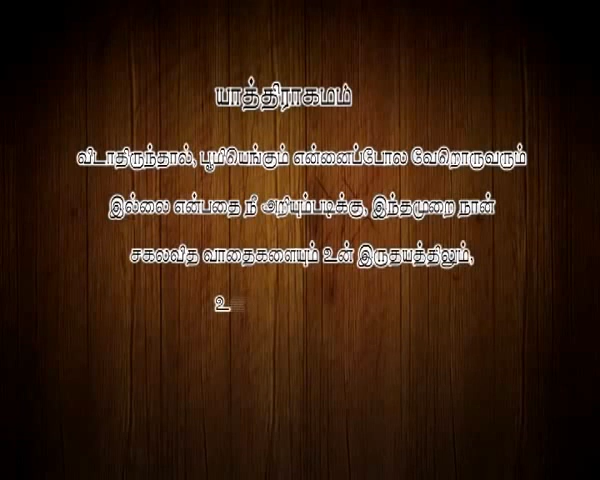 யாத்திராகமம்
விடாதிருந்தால், பூமியெங்கும் என்னைப்போல வேறொருவரும்
இல்லை என்பதை நீ அறியும்படிக்கு, இந்தமுறை நான்
சகலவித வாதைகளையும் உன் இருதயத்திலும்,
உ